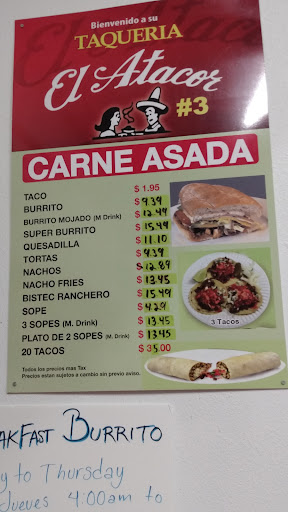 Bienvenido a su
TAQUERIA
El Atacor
#3
CARNE ASADA
TACO $ 1.95
BURRITO $ 9.39
BURRITO MOJADO (M Drink) $ 12.49
SUPER BURRITO $ 15.49
QUESADILLA $ 11.10
TORTAS $ 9.39
NACHOS $ 12.89
NACHO FRIES $ 13.45
BISTEC RANCHERO $ 15.49
SOPE $ 4.29
3 SOPES (M. Drink) $ 13.45
PLATO DE 2 SOPES (M. Drink) $ 13.45
20 TACOS $ 35.00
3 Tacos
Todos los precios mas Tax
Precios estan sujetos a cambio sin previo aviso.
AKFAST BURRITO
y to Thursday
Jueves 4:00am to